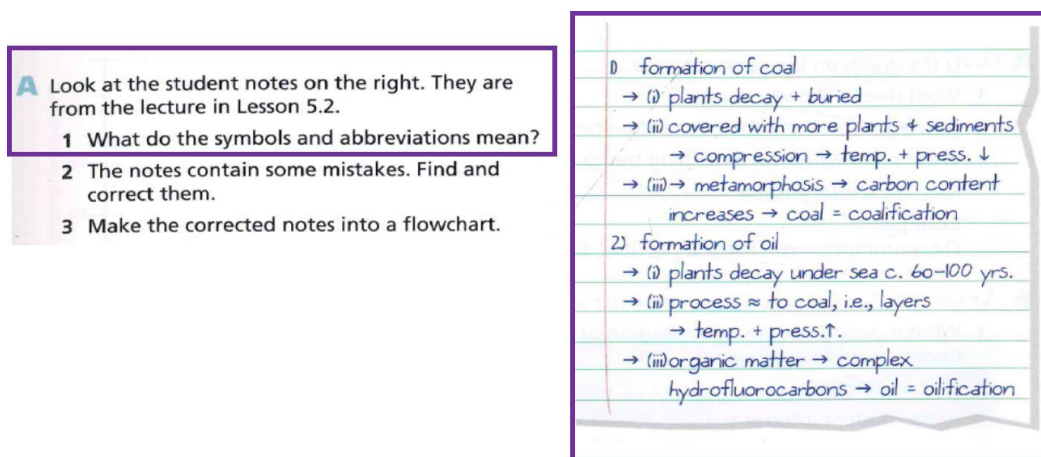 A Look at the student notes on the right. They are
from the lecture in Lesson 5.2.
1 What do the symbols and abbreviations mean?
2 The notes contain some mistakes. Find and
correct them.
3 Make the corrected notes into a flowchart.
1) formation of coal
→ (i) plants decay + buried
→ (ii) covered with more plants & sediments
→ compression → temp. + press. ↓
→ (iii) → metamorphosis → carbon content
increases → coal = coalification
2) formation of oil
→ (i) plants decay under sea c. 60-100 yrs.
→ (ii) process ≈ to coal, i.e., layers
→ temp. + press.↑.
→ (iii) organic matter → complex
hydrofluorocarbons → oil = oilification